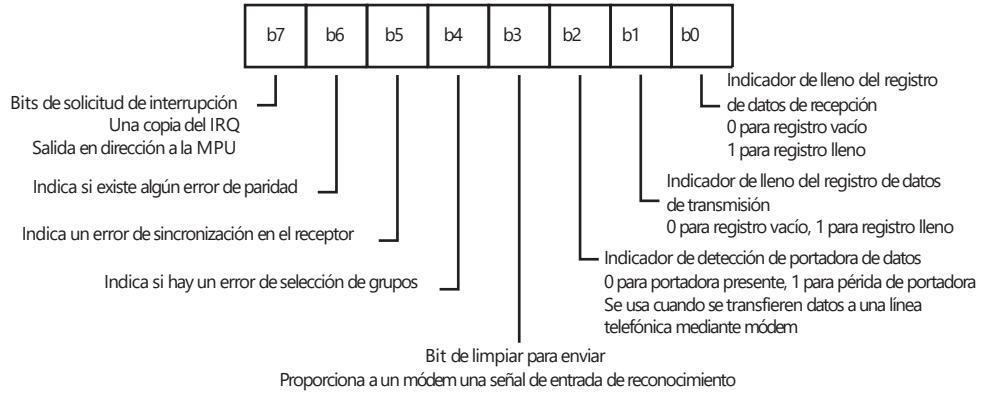 b7 b6 b5 b4 b3 b2 b1 b0
Indicador de lleno del registro
de datos de recepción
0 para registro vacío
1 para registro lleno
Bits de solicitud de interrupción
Una copia del IRQ
Salida en dirección a la MPU
Indica si existe algún error de paridad
Indicador de lleno del registro de datos
de transmisión
0 para registro vacío, 1 para registro lleno
Indica un error de sincronización en el receptor
Indicador de detección de portadora de datos
0 para portadora presente, 1 para périda de portadora
Se usa cuando se transfieren datos a una línea
telefónica mediante módem
Indica si hay un error de selección de grupos
Bit de limpiar para enviar
Proporciona a un módem una señal de entrada de reconocimiento